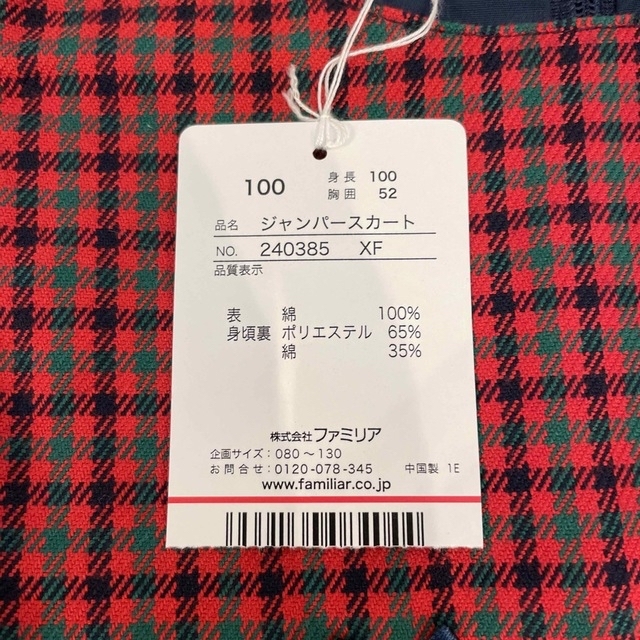 100 身長 100
胸囲 52
品名 ジャンパースカート
NO. 240385 XF
品質表示
表 綿 100%
身頃裏 ポリエステル 65%
綿 35%
株式会社ファミリア
企画サイズ：080〜130
お問合せ：0120-078-345 中国製 1E
www.familiar.co.jp